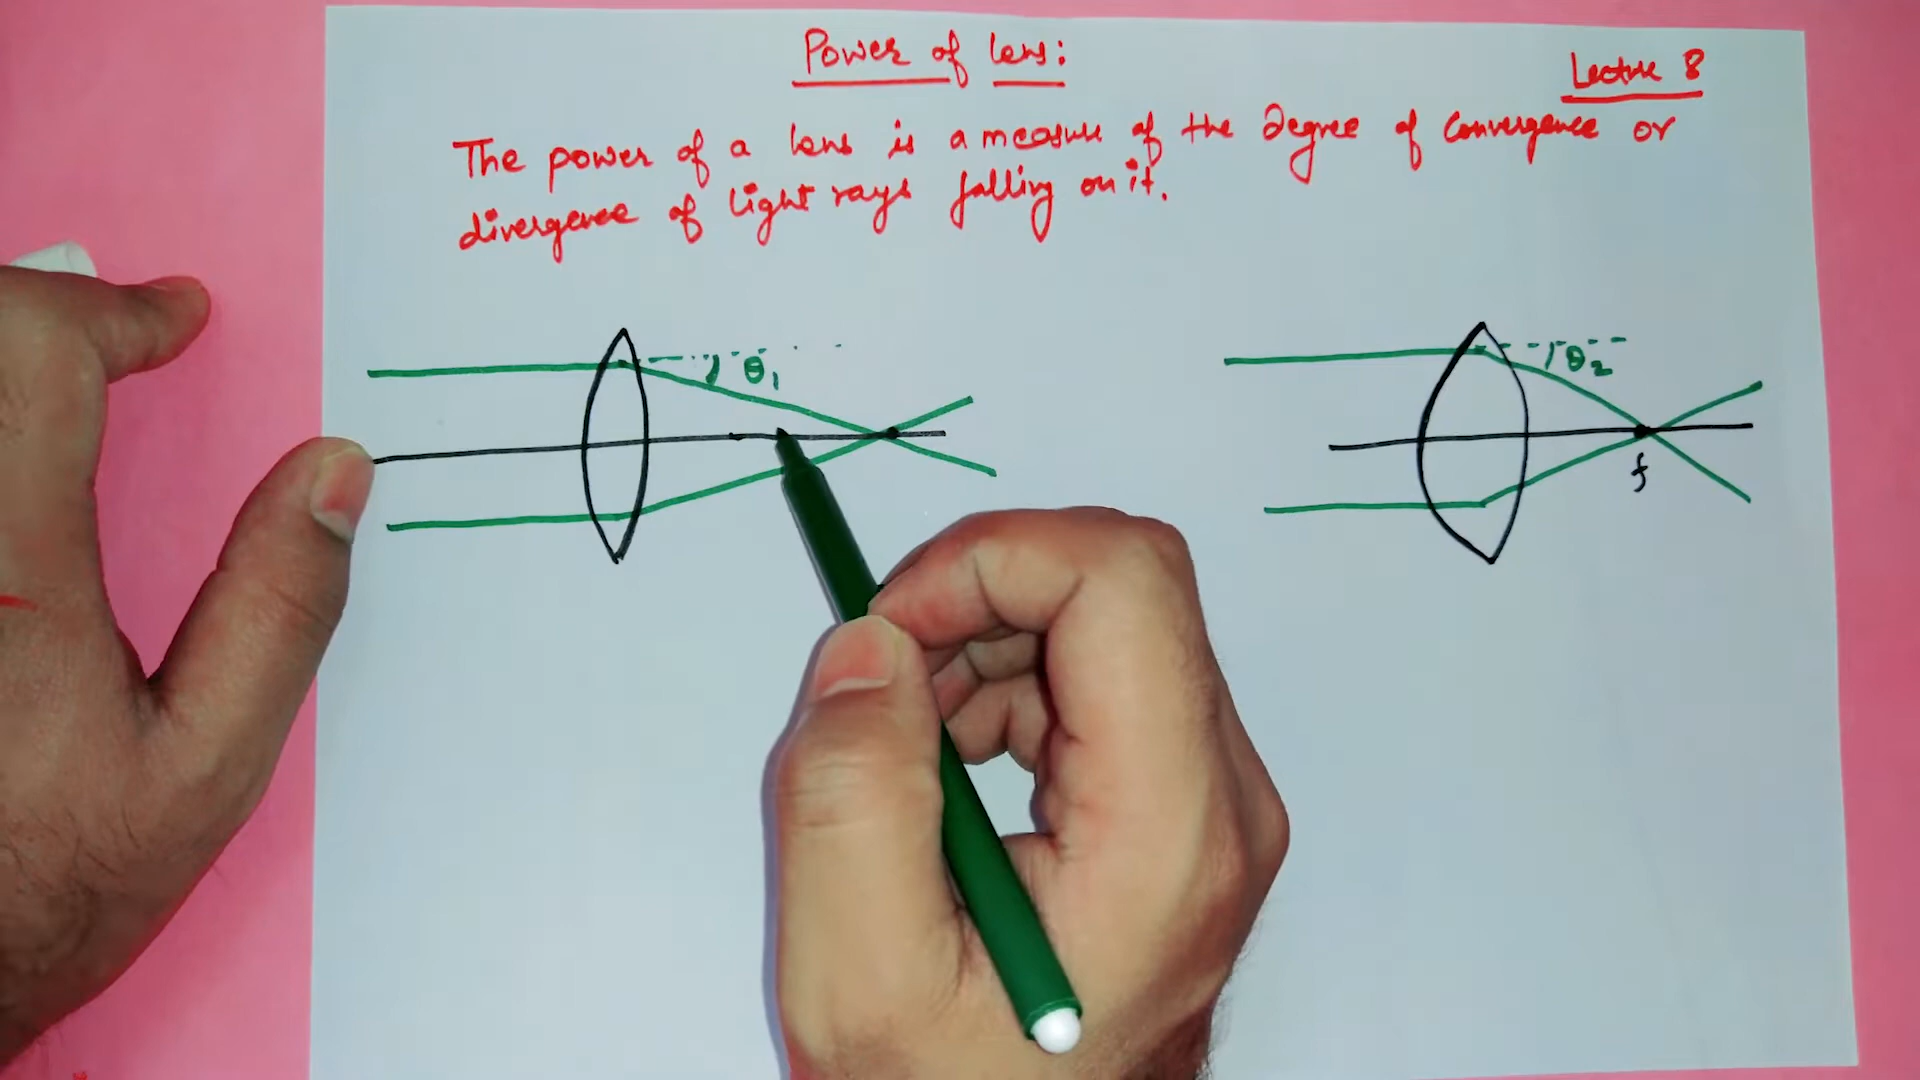 Power of lens:
Lecture 8
The power of a lens is a measure of the degree of convergence or
divergence of light rays falling on it.
θ1
θ2
f